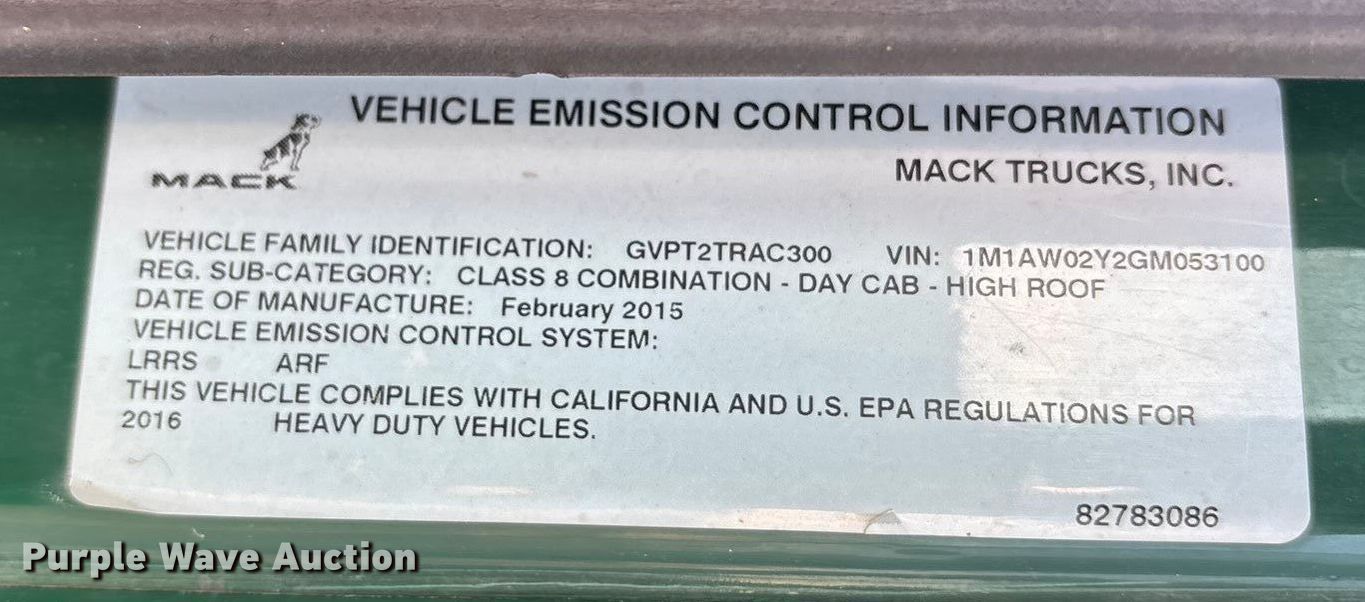 VEHICLE EMISSION CONTROL INFORMATION
MACK
MACK TRUCKS, INC.
VEHICLE FAMILY IDENTIFICATION: GVPT2TRAC300 VIN: 1M1AW02Y2GM053100
REG. SUB-CATEGORY: CLASS 8 COMBINATION - DAY CAB - HIGH ROOF
DATE OF MANUFACTURE: February 2015
VEHICLE EMISSION CONTROL SYSTEM:
LRRS ARF
THIS VEHICLE COMPLIES WITH CALIFORNIA AND U.S. EPA REGULATIONS FOR
2016 HEAVY DUTY VEHICLES.
82783086
Purple Wave Auction